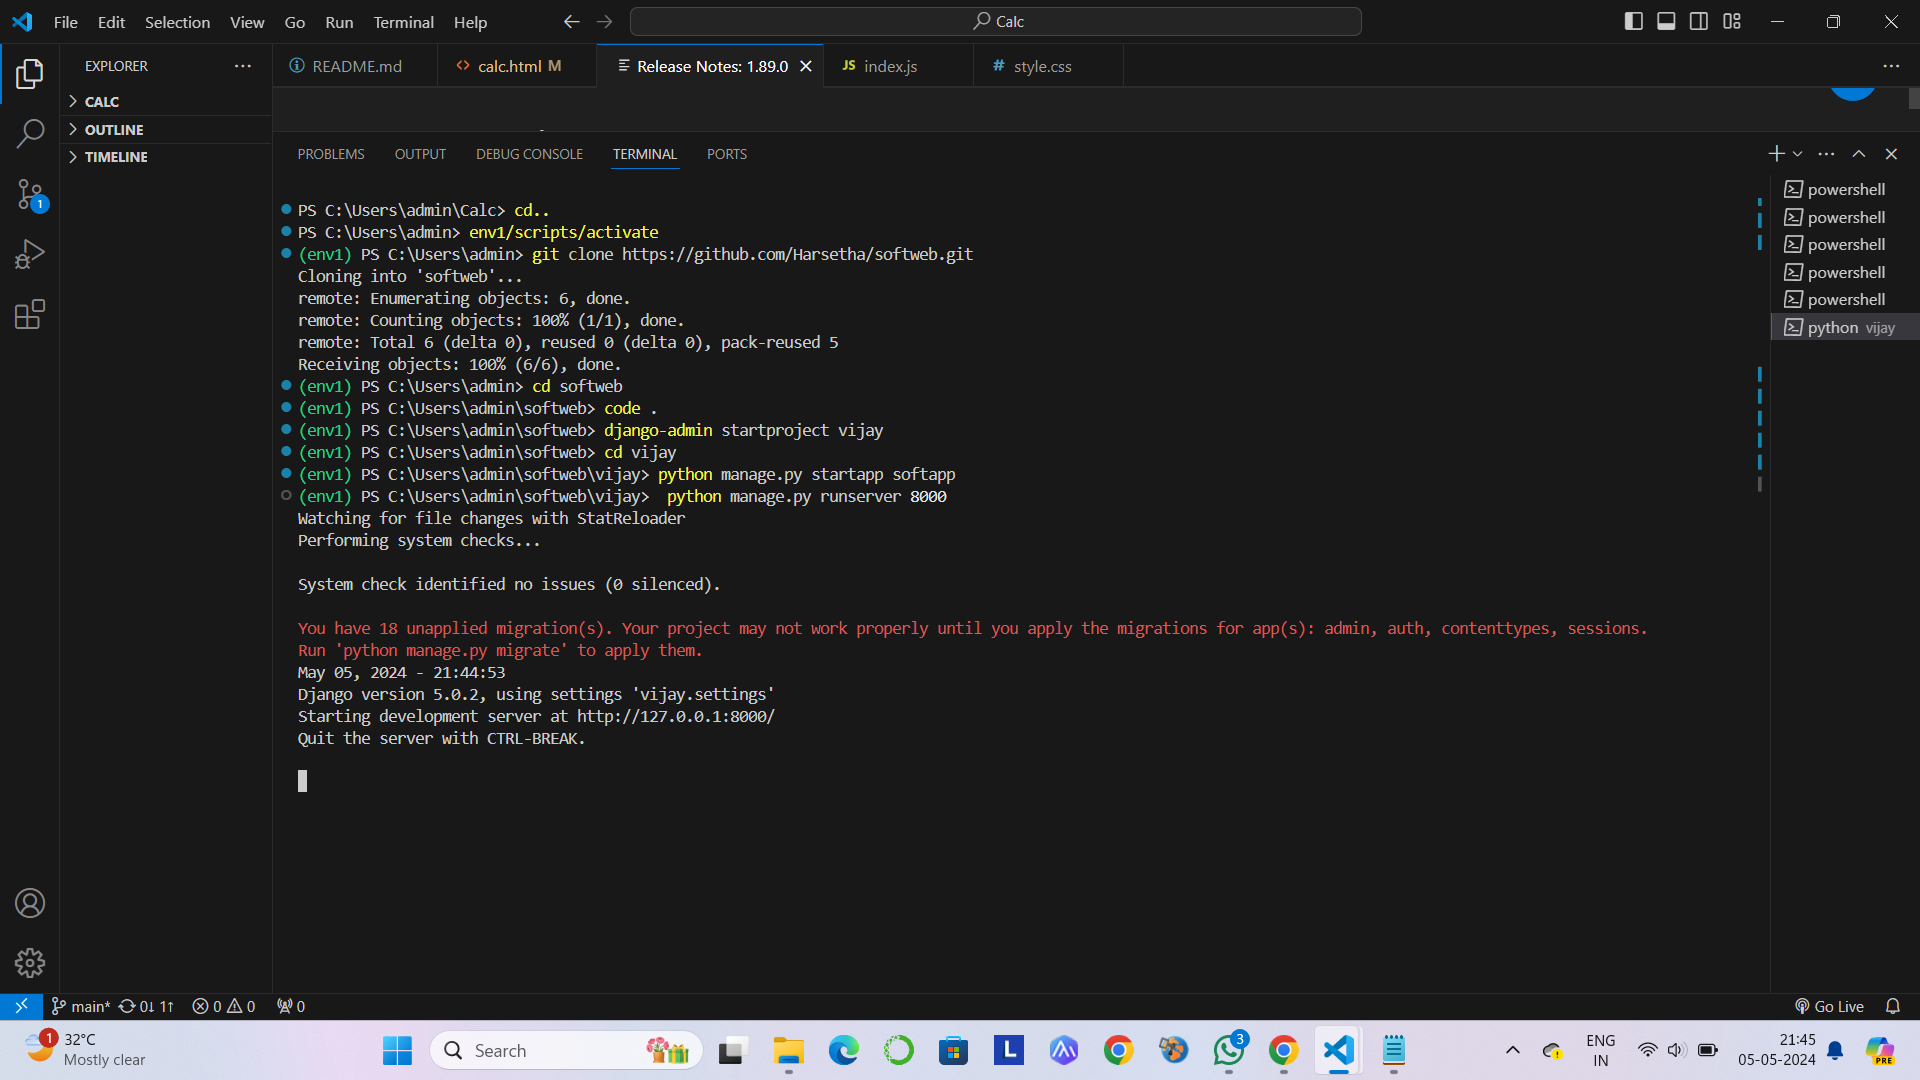 File Edit Selection View Go Run Terminal Help
Calc
EXPLORER
CALC
OUTLINE
TIMELINE
README.md
calc.html M
Release Notes: 1.89.0
JS index.js
# style.css
PROBLEMS OUTPUT DEBUG CONSOLE TERMINAL PORTS
PS C:\Users\admin\Calc> cd..
PS C:\Users\admin> env1/scripts/activate
(env1) PS C:\Users\admin> git clone https://github.com/Harsetha/softweb.git
Cloning into 'softweb'...
remote: Enumerating objects: 6, done.
remote: Counting objects: 100% (1/1), done.
remote: Total 6 (delta 0), reused 0 (delta 0), pack-reused 5
Receiving objects: 100% (6/6), done.
(env1) PS C:\Users\admin> cd softweb
(env1) PS C:\Users\admin\softweb> code .
(env1) PS C:\Users\admin\softweb> django-admin startproject vijay
(env1) PS C:\Users\admin\softweb> cd vijay
(env1) PS C:\Users\admin\softweb\vijay> python manage.py startapp softapp
(env1) PS C:\Users\admin\softweb\vijay>  python manage.py runserver 8000
Watching for file changes with StatReloader
Performing system checks...
System check identified no issues (0 silenced).
You have 18 unapplied migration(s). Your project may not work properly until you apply the migrations for app(s): admin, auth, contenttypes, sessions.
Run 'python manage.py migrate' to apply them.
May 05, 2024 - 21:44:53
Django version 5.0.2, using settings 'vijay.settings'
Starting development server at http://127.0.0.1:8000/
Quit the server with CTRL-BREAK.
powershell
powershell
powershell
powershell
powershell
python vijay
1
main* 0↓ 1↑ 0 0 0
Go Live
1
32°C
Mostly clear
Search
L
3
ENG
IN
21:45
05-05-2024
PRE